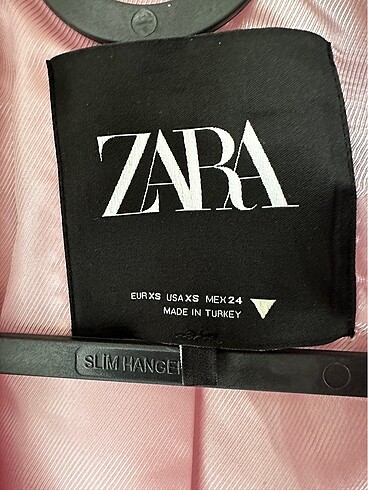 ZARA
EUR XS USA XS MEX 24
MADE IN TURKEY
SLIM HANGER